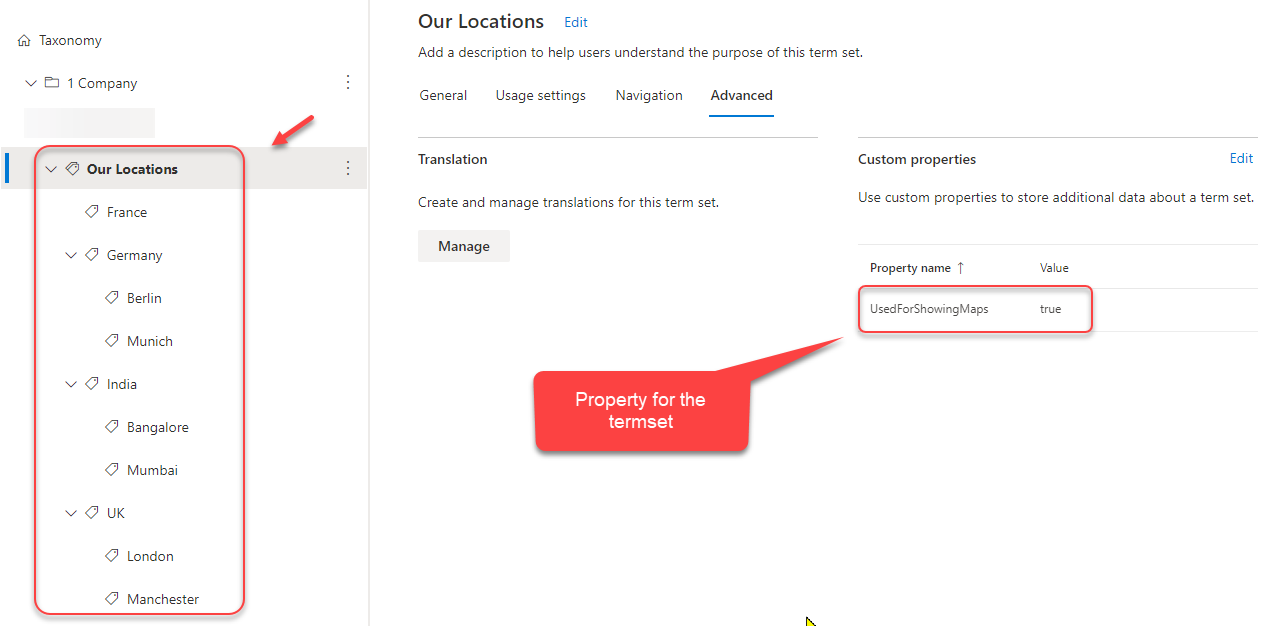 Taxonomy
1 Company
Our Locations
France
Germany
Berlin
Munich
India
Bangalore
Mumbai
UK
London
Manchester
Our Locations Edit
Add a description to help users understand the purpose of this term set.
General Usage settings Navigation Advanced
Translation
Create and manage translations for this term set.
Manage
Custom properties Edit
Use custom properties to store additional data about a term set.
Property name ↑ Value
UsedForShowingMaps true
Property for the
termset